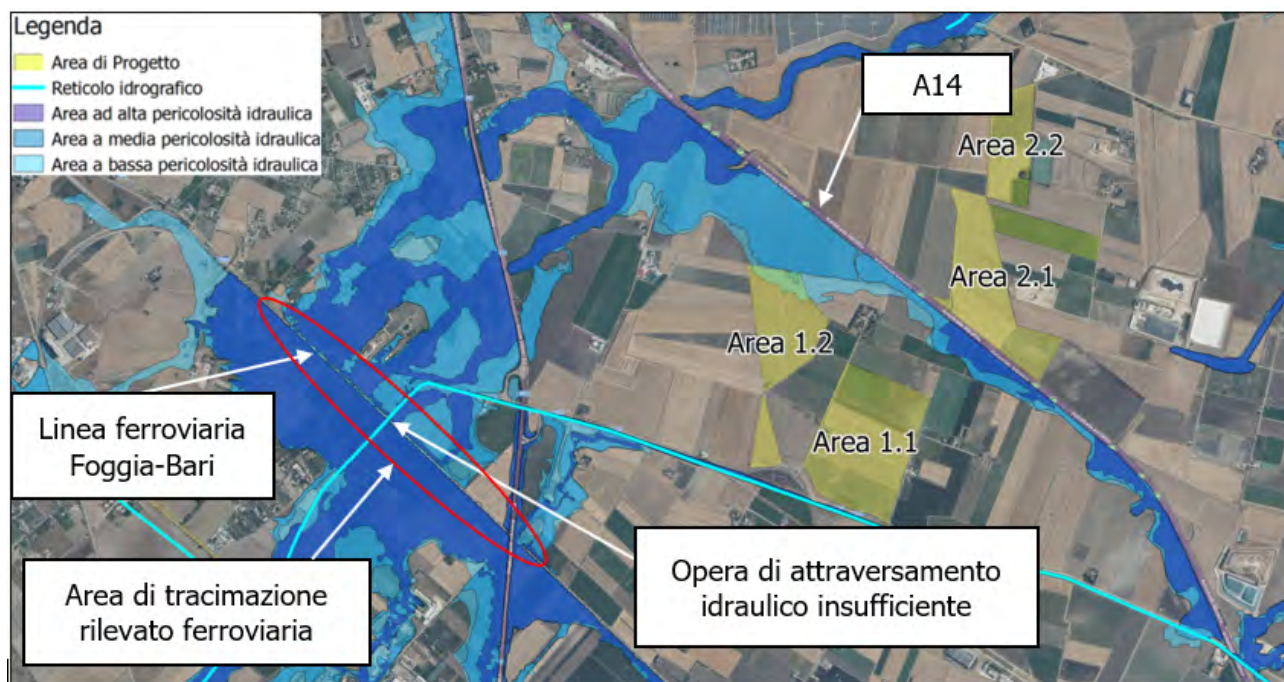 Legenda
Area di Progetto
Reticolo idrografico
Area ad alta pericolosità idraulica
Area a media pericolosità idraulica
Area a bassa pericolosità idraulica
A14
Area 2.2
Area 2.1
Area 1.2
Area 1.1
Linea ferroviaria
Foggia-Bari
Area di tracimazione
rilevato ferroviaria
Opera di attraversamento
idraulico insufficiente